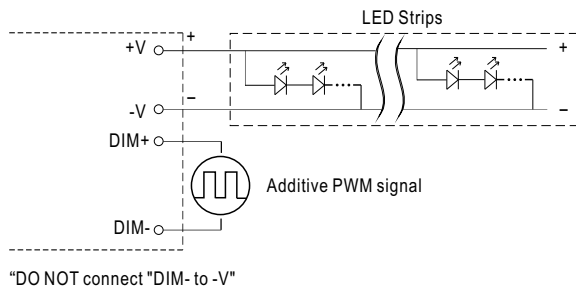 LED Strips
+V
+
+
-V
–
–
DIM+
Additive PWM signal
DIM-
“DO NOT connect "DIM- to -V"